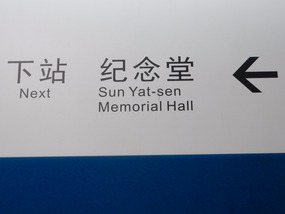 下站 纪念堂
Next Sun Yat-sen
Memorial Hall